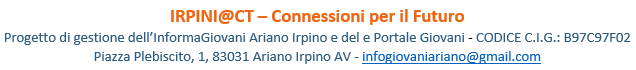 IRPINI@CT – Connessioni per il Futuro
Progetto di gestione dell'InformaGiovani Ariano Irpino e del e Portale Giovani - CODICE C.I.G.: B97C97F02
Piazza Plebiscito, 1, 83031 Ariano Irpino AV - infogiovaniariano@gmail.com